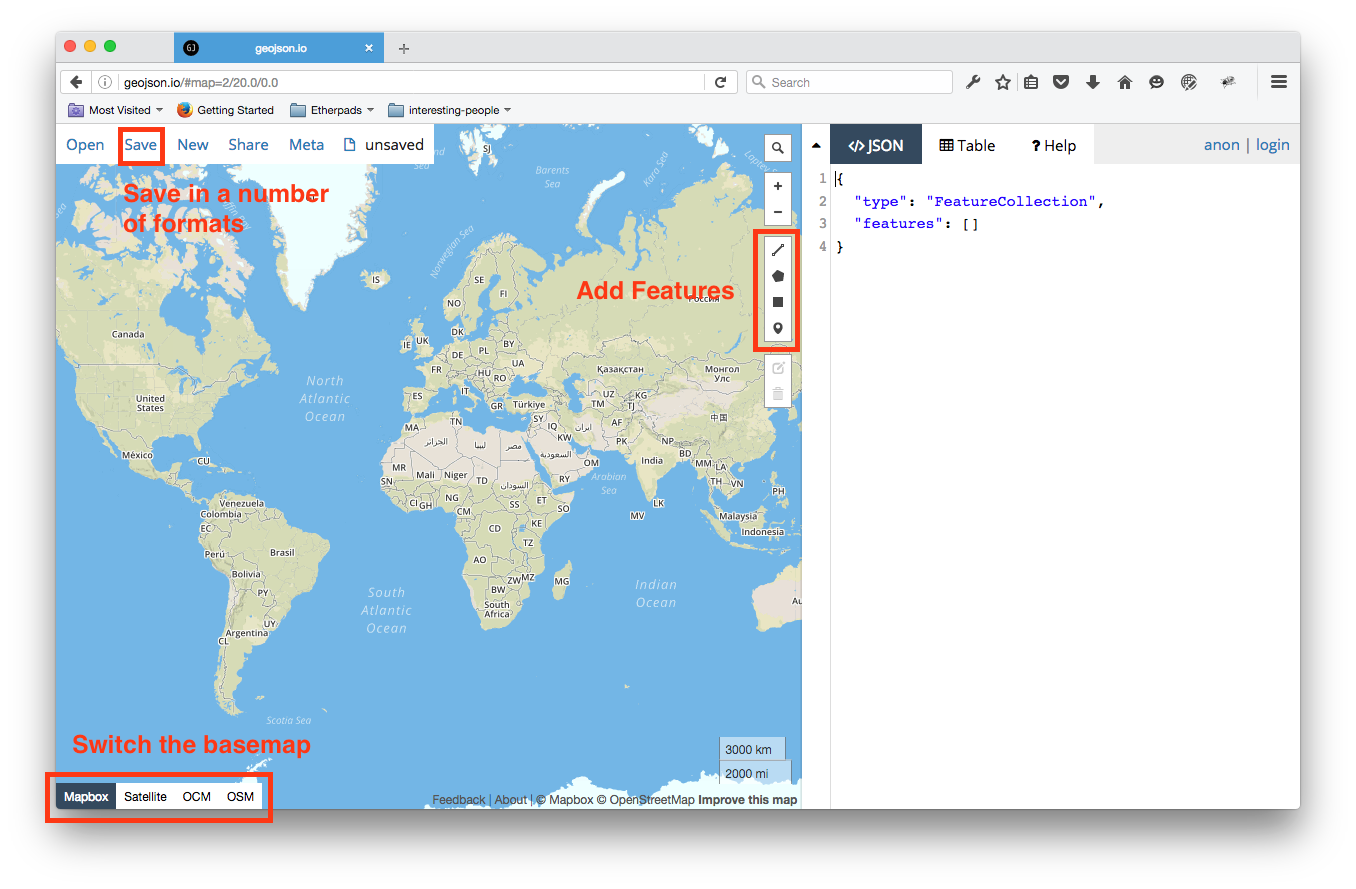 GJ geojson.io
geojson.io/#map=2/20.0/0.0
Search
Most Visited Getting Started Etherpads interesting-people
Open Save New Share Meta unsaved
JSON Table Help anon | login
Save in a number
of formats
Add Features
1 {
2 "type": "FeatureCollection",
3 "features": []
4 }
SJ
Barents
Sea
Kara Sea
Norwegian Sea
IS
SE
NO
FI
Россия
DK
IE UK
BY
PL
DE
Canada
FR
UA
HU
RO
Қазақстан
Монгол
Улс
North
Atlantic
Ocean
United
States
ES
IT
GR
Türkiye
UZ KG
TM TJ
中国
MA
TN
SY
IQ
ایران
AF
PK
NP
الجزائر
ليبيا
مصر
KW
السعودية
BD
México
CU
OM
India
MM LA
MR
Mali
Niger
TD
السودان
RY
Arabian
Sea
TH VN
SN
PH
NG
CI GH
SS
ET
SO
LK
MV
Venezuela
Colombia
CM
Malaysia
Indonesia
EC
CD
KE
TZ
Perú
Brasil
AO
ZW MZ
MG
Bolivia
PY
BW
South
Atlantic
Ocean
Indian
Ocean
South
Africa
Au
UY
Argentina
CL
Scotia Sea
Switch the basemap
3000 km
2000 mi
Mapbox Satellite OCM OSM
Feedback | About | © Mapbox © OpenStreetMap Improve this map